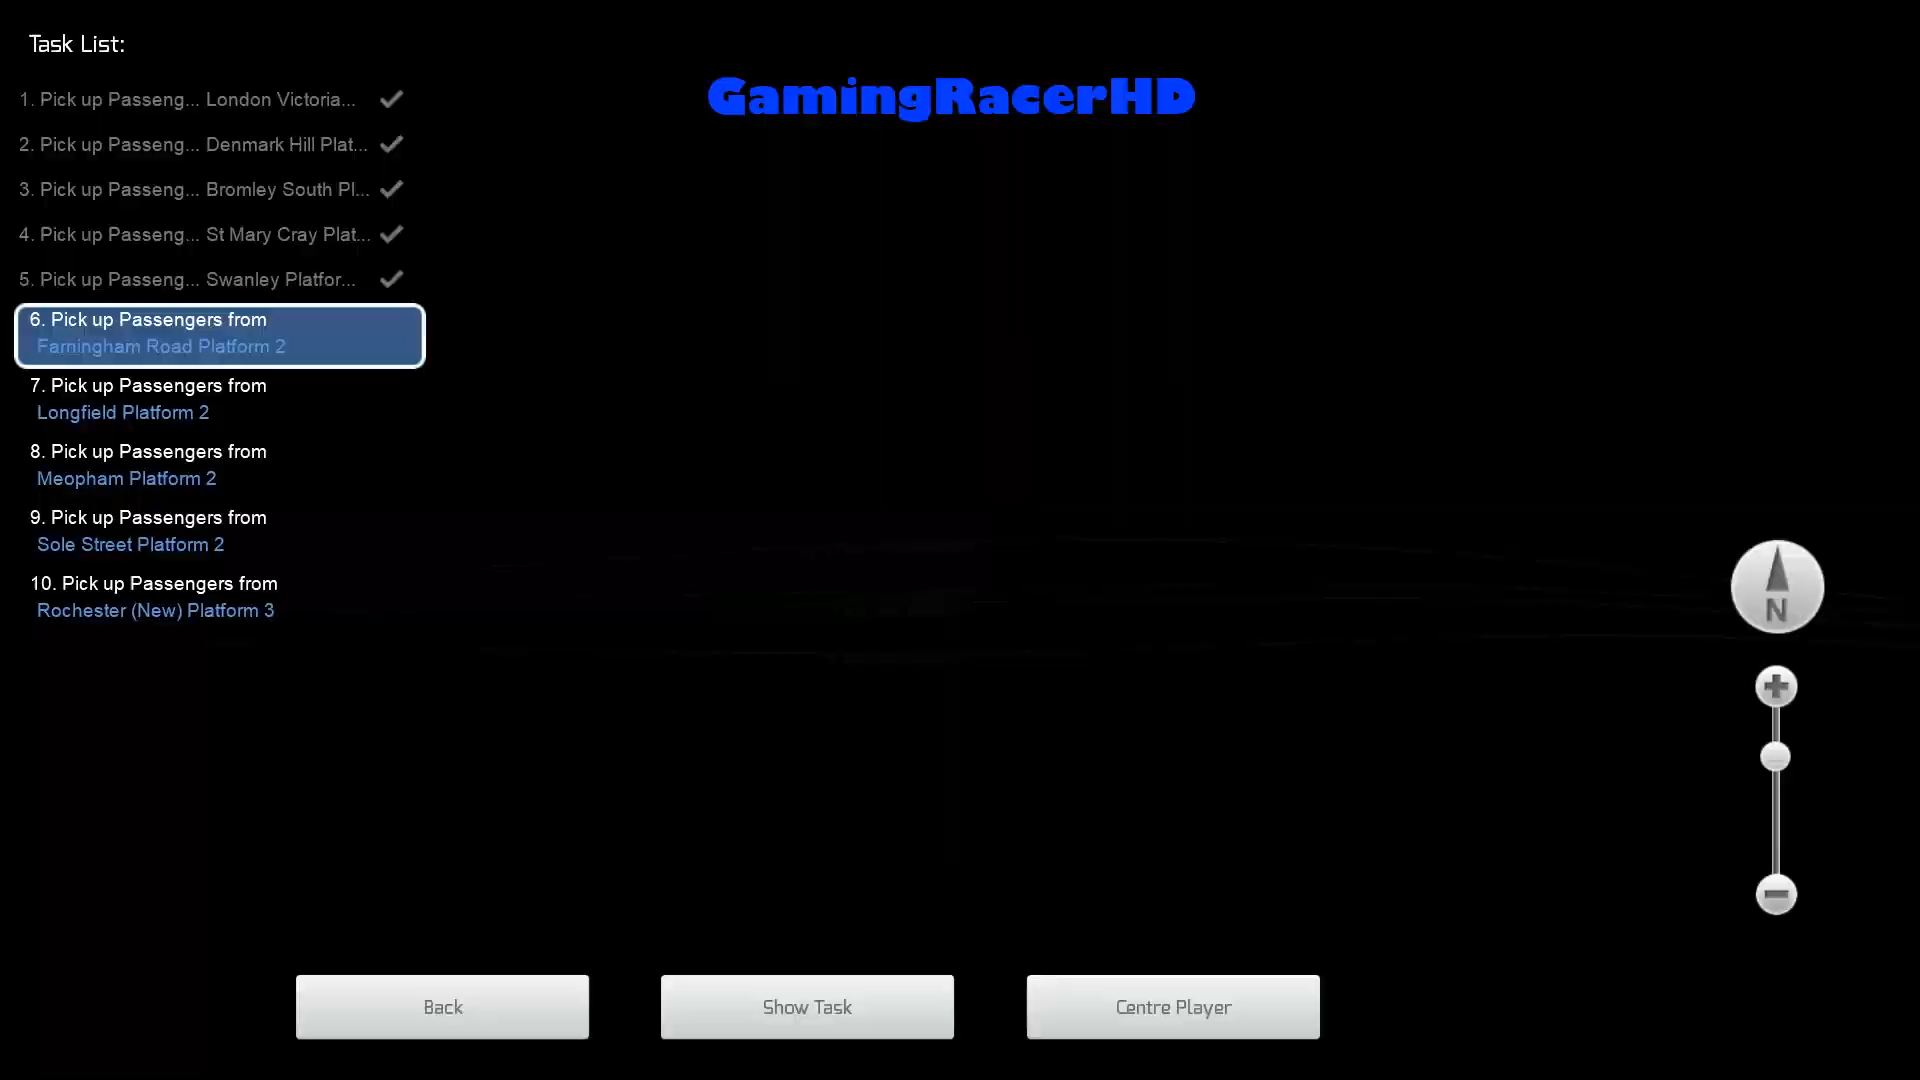 Task List:
GamingRacerHD
1. Pick up Passeng... London Victoria...
2. Pick up Passeng... Denmark Hill Plat...
3. Pick up Passeng... Bromley South Pl...
4. Pick up Passeng... St Mary Cray Plat...
5. Pick up Passeng... Swanley Platfor...
6. Pick up Passengers from
Farningham Road Platform 2
7. Pick up Passengers from
Longfield Platform 2
8. Pick up Passengers from
Meopham Platform 2
9. Pick up Passengers from
Sole Street Platform 2
10. Pick up Passengers from
Rochester (New) Platform 3
N
Back
Show Task
Centre Player